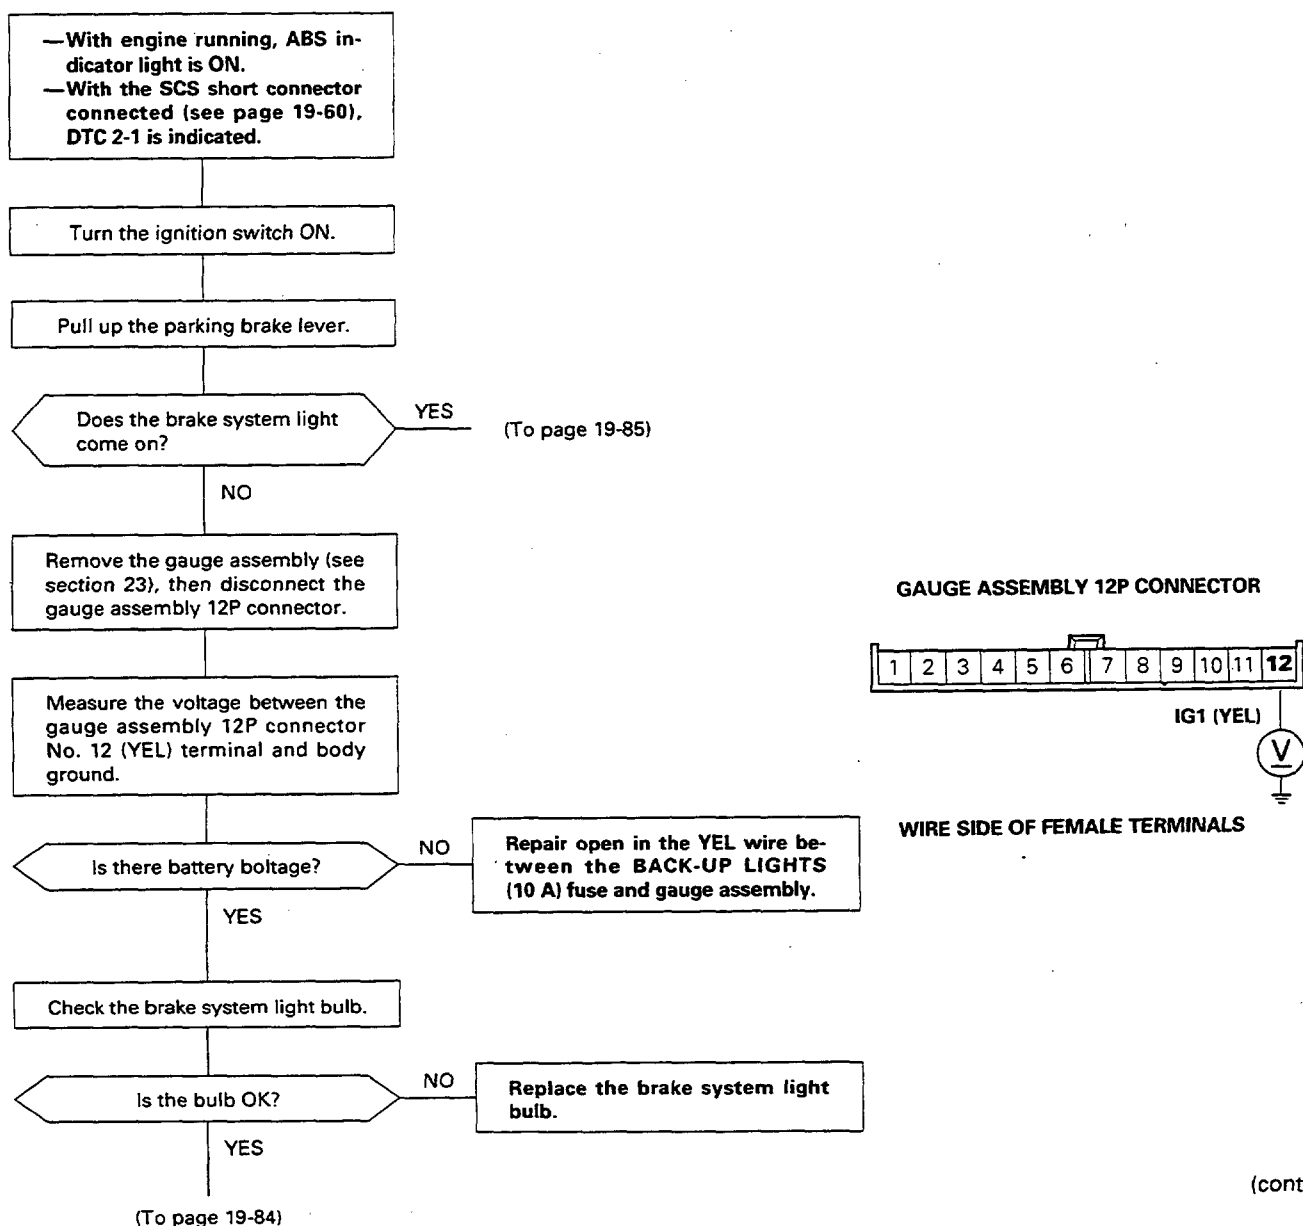 —With engine running, ABS in-
dicator light is ON.
—With the SCS short connector
connected (see page 19-60),
DTC 2-1 is indicated.
Turn the ignition switch ON.
Pull up the parking brake lever.
Does the brake system light
come on?
YES
(To page 19-85)
NO
Remove the gauge assembly (see
section 23), then disconnect the
gauge assembly 12P connector.
GAUGE ASSEMBLY 12P CONNECTOR
1 2 3 4 5 6 7 8 9 10 11 12
IG1 (YEL)
V
WIRE SIDE OF FEMALE TERMINALS
Measure the voltage between the
gauge assembly 12P connector
No. 12 (YEL) terminal and body
ground.
Is there battery boltage?
NO
Repair open in the YEL wire be-
tween the BACK-UP LIGHTS
(10 A) fuse and gauge assembly.
YES
Check the brake system light bulb.
Is the bulb OK?
NO
Replace the brake system light
bulb.
YES
(To page 19-84)
(cont